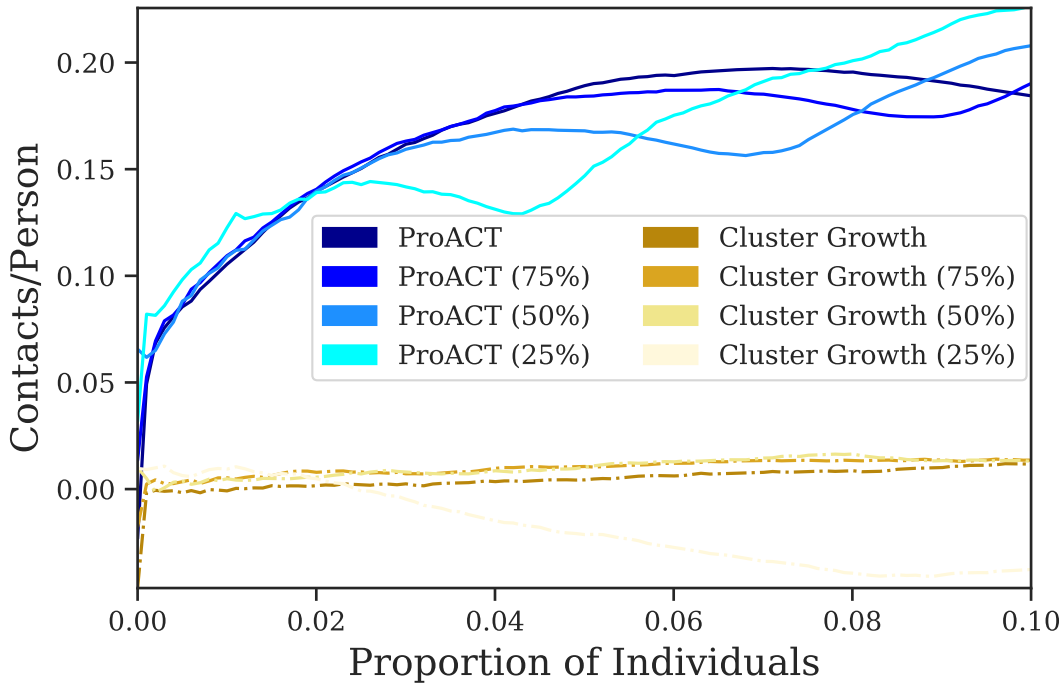 Contacts/Person
0.20
0.15
0.10
0.05
0.00
ProACT
ProACT (75%)
ProACT (50%)
ProACT (25%)
Cluster Growth
Cluster Growth (75%)
Cluster Growth (50%)
Cluster Growth (25%)
0.00 0.02 0.04 0.06 0.08 0.10
Proportion of Individuals